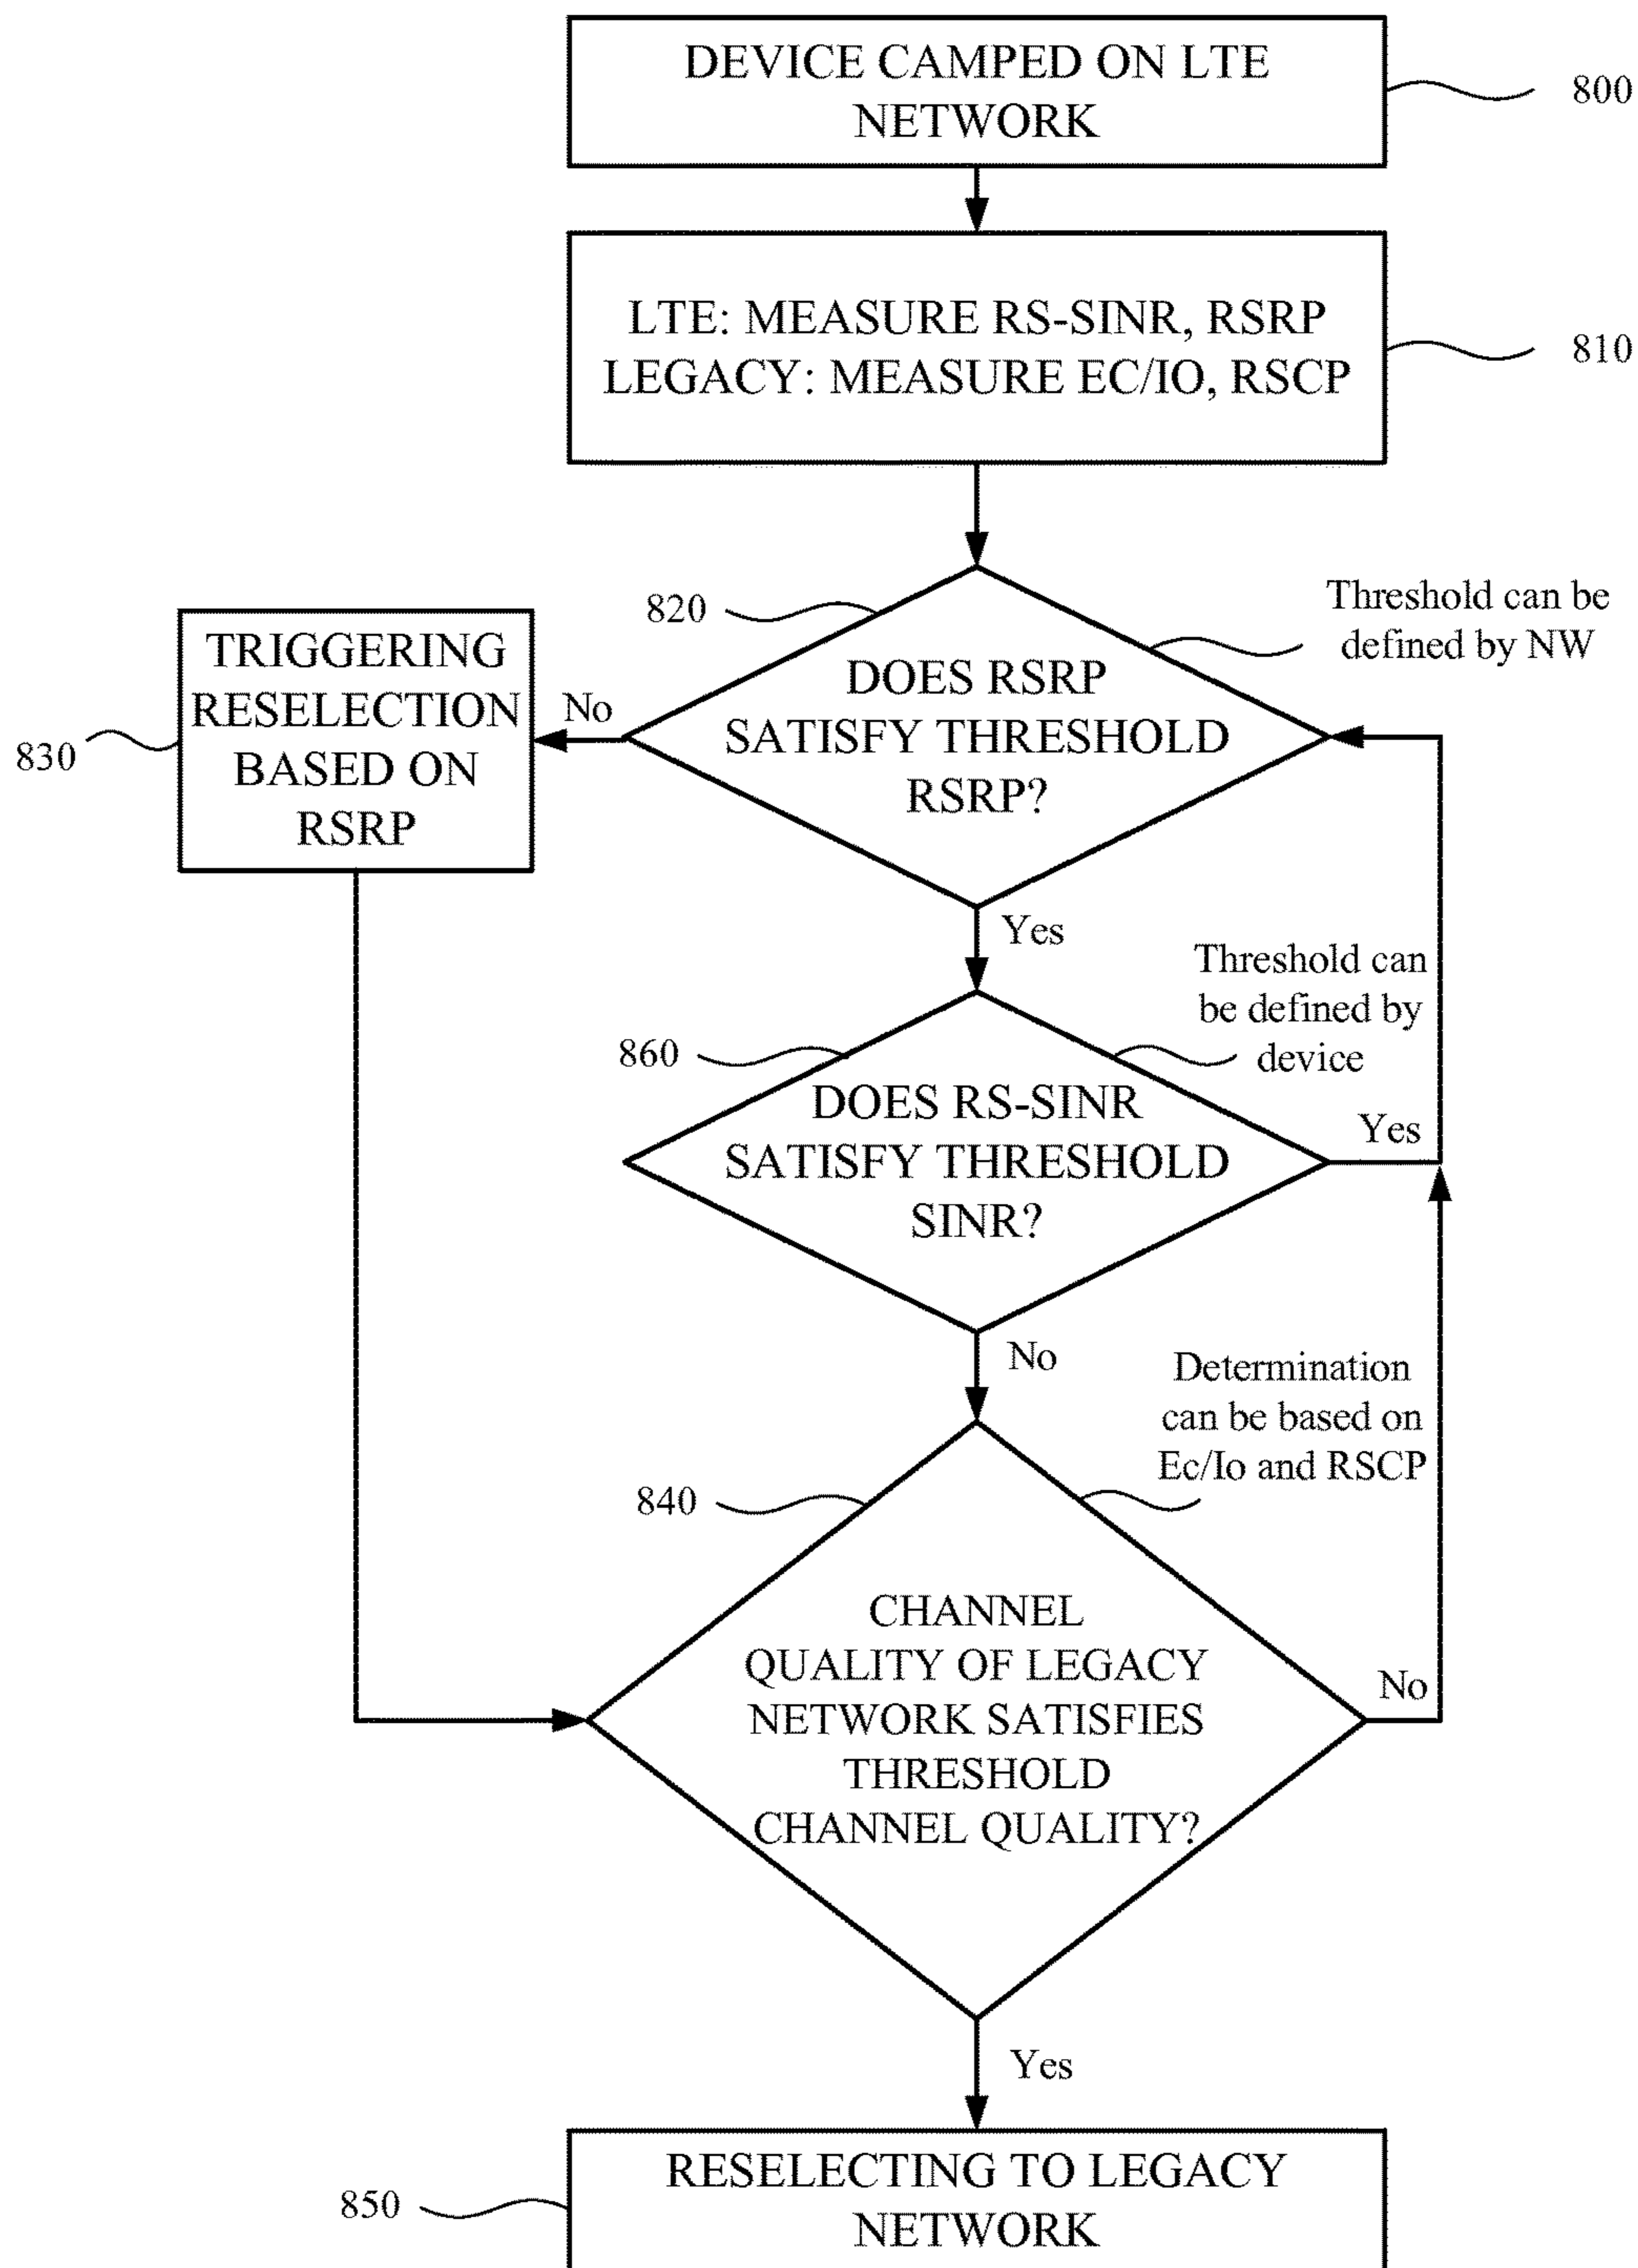 DEVICE CAMPED ON LTE
NETWORK
800
LTE: MEASURE RS-SINR, RSRP
LEGACY: MEASURE EC/IO, RSCP
810
820
Threshold can be
defined by NW
DOES RSRP
SATISFY THRESHOLD
RSRP?
No
TRIGGERING
RESELECTION
BASED ON
RSRP
830
Yes
Threshold can
be defined by
device
860
DOES RS-SINR
SATISFY THRESHOLD
SINR?
Yes
No
Determination
can be based on
Ec/Io and RSCP
840
CHANNEL
QUALITY OF LEGACY
NETWORK SATISFIES
THRESHOLD
CHANNEL QUALITY?
No
Yes
RESELECTING TO LEGACY
NETWORK
850